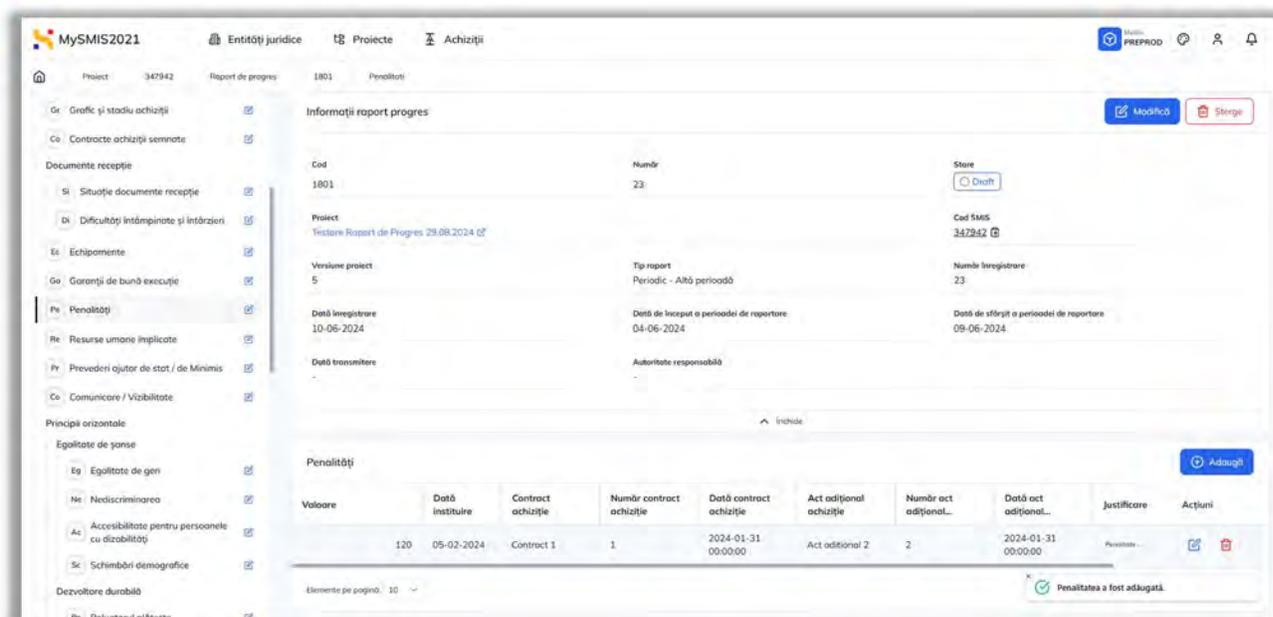 MySMIS2021 Entități juridice Proiecte Achiziții Mediu PREPROD
Proiect 347942 Raport de progres 1801 Penalitati
Gr Grafic și stadiu achiziții
Co Contracte achiziții semnate
Documente recepție
Si Situație documente recepție
Di Dificultăți întâmpinate și întârzieri
Ec Echipamente
Ga Garanții de bună execuție
Pe Penalități
Re Resurse umane implicate
Pr Prevederi ajutor de stat / de Minimis
Co Comunicare / Vizibilitate
Principii orizontale
Egalitate de șanse
Eg Egalitate de gen
Ne Nediscriminarea
Ac Accesibilitate pentru persoanele
cu dizabilități
Sc Schimbări demografice
Dezvoltare durabilă
Informații raport progres Modifică Șterge
Cod Număr Stare
1801 23 Draft
Proiect Cod SMIS
Testare Raport de Progres 29.08.2024 347942
Versiune proiect Tip raport Număr înregistrare
5 Periodic - Altă perioadă 23
Dată înregistrare Dată de început a perioadei de raportare Dată de sfârșit a perioadei de raportare
10-06-2024 04-06-2024 09-06-2024
Dată transmitere Autoritate responsabilă
- -
Închide
Penalități Adaugă
Valoare Dată instituire Contract achiziție Număr contract achiziție Dată contract achiziție Act adițional achiziție Număr act adițional... Dată act adițional... Justificare Acțiuni
120 05-02-2024 Contract 1 1 2024-01-31 00:00:00 Act aditional 2 2 2024-01-31 00:00:00 Penalitate ...
Elemente pe pagină: 10
Penalitatea a fost adăugată.